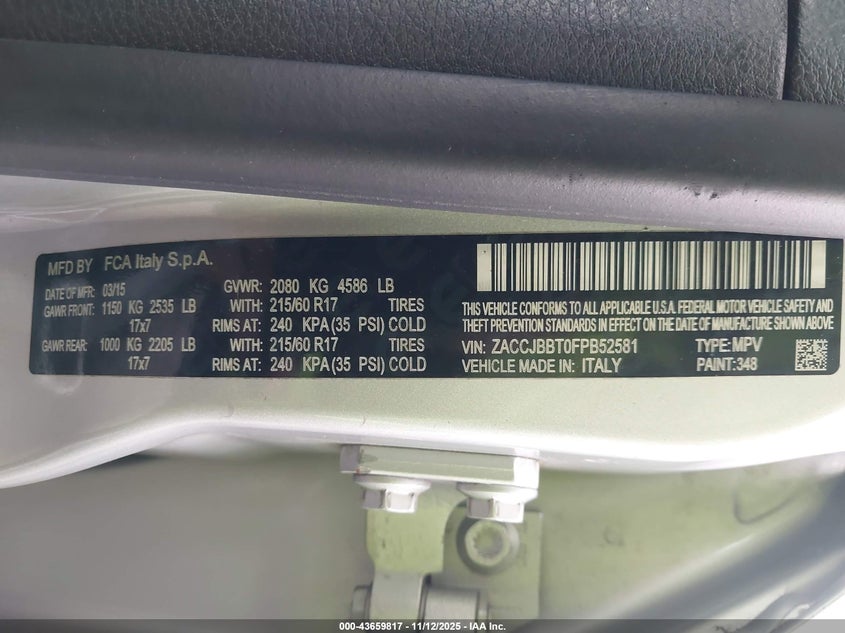 MFD BY FCA Italy S.p.A.
DATE OF MFR: 03/15 GVWR: 2080 KG 4586 LB
GAWR FRONT: 1150 KG 2535 LB WITH: 215/60 R17 TIRES
17x7 RIMS AT: 240 KPA (35 PSI) COLD
GAWR REAR: 1000 KG 2205 LB WITH: 215/60 R17 TIRES
17x7 RIMS AT: 240 KPA (35 PSI) COLD
THIS VEHICLE CONFORMS TO ALL APPLICABLE U.S.A. FEDERAL MOTOR VEHICLE SAFETY AND
THEFT PREVENTION STANDARDS IN EFFECT ON THE DATE OF MANUFACTURE SHOWN ABOVE
VIN: ZACCJBBT0FPB52581 TYPE: MPV
VEHICLE MADE IN: ITALY PAINT: 348
000-43659817 - 11/12/2025 - IAA Inc.